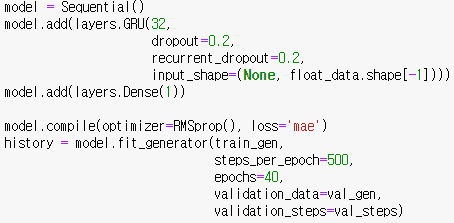 model = Sequential()
model.add(layers.GRU(32,
                     dropout=0.2,
                     recurrent_dropout=0.2,
                     input_shape=(None, float_data.shape[-1])))
model.add(layers.Dense(1))

model.compile(optimizer=RMSprop(), loss='mae')
history = model.fit_generator(train_gen,
                              steps_per_epoch=500,
                              epochs=40,
                              validation_data=val_gen,
                              validation_steps=val_steps)